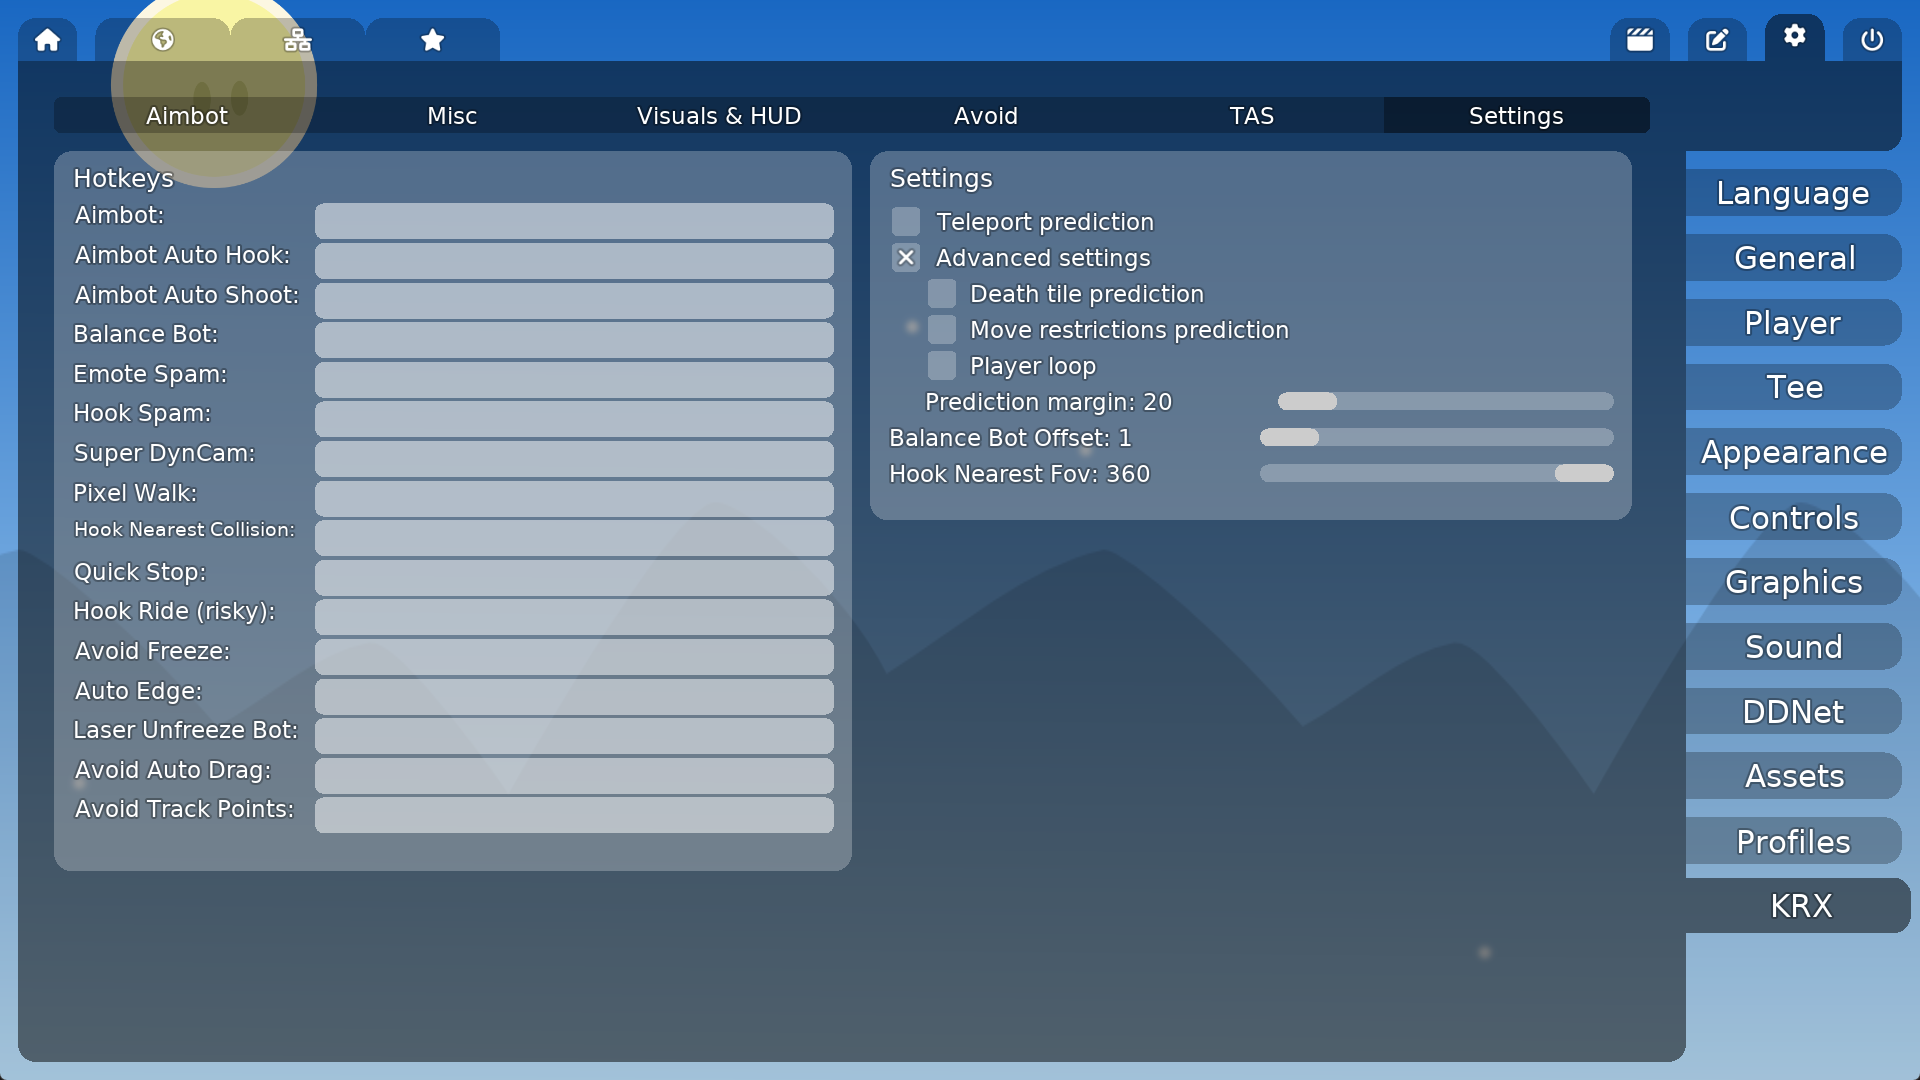 Aimbot Misc Visuals & HUD Avoid TAS Settings
Hotkeys
Aimbot:
Aimbot Auto Hook:
Aimbot Auto Shoot:
Balance Bot:
Emote Spam:
Hook Spam:
Super DynCam:
Pixel Walk:
Hook Nearest Collision:
Quick Stop:
Hook Ride (risky):
Avoid Freeze:
Auto Edge:
Laser Unfreeze Bot:
Avoid Auto Drag:
Avoid Track Points:
Settings
Teleport prediction
Advanced settings
Death tile prediction
Move restrictions prediction
Player loop
Prediction margin: 20
Balance Bot Offset: 1
Hook Nearest Fov: 360
Language
General
Player
Tee
Appearance
Controls
Graphics
Sound
DDNet
Assets
Profiles
KRX